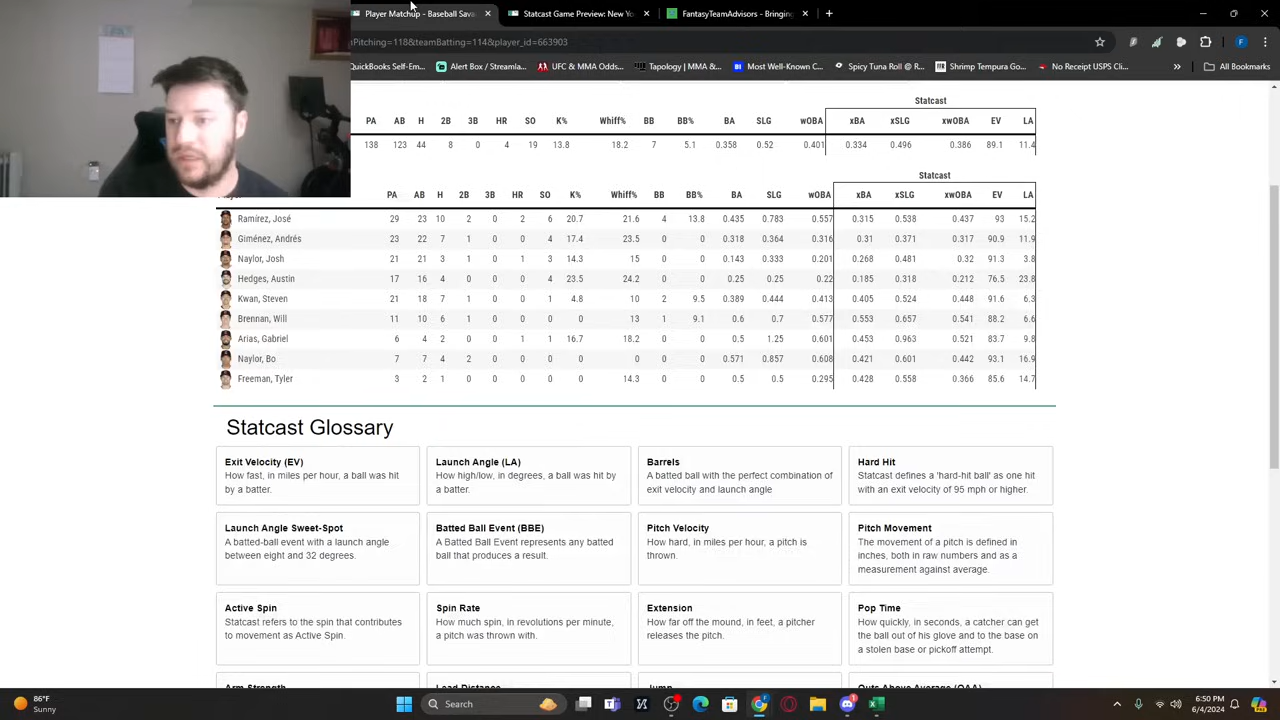 Player Matchup - Baseball Sava
Statcast Game Preview: New Yo
FantasyTeamAdvisors - Bringing
Pitching=118&teamBatting=114&player_id=663903
QuickBooks Self-Em...
Alert Box / Streamla...
UFC & MMA Odds...
Tapology | MMA & B...
Most Well-Known C...
Spicy Tuna Roll @ R...
Shrimp Tempura Go...
No Receipt USPS Cli...
All Bookmarks
Statcast
PA AB H 2B 3B HR SO K% Whiff% BB BB% BA SLG wOBA xBA xSLG xwOBA EV LA
138 123 44 8 0 4 19 13.8 18.2 7 5.1 0.358 0.52 0.401 0.334 0.496 0.386 89.1 11.4
Statcast
PA AB H 2B 3B HR SO K% Whiff% BB BB% BA SLG wOBA xBA xSLG xwOBA EV LA
Ramírez, José 29 23 10 2 0 2 6 20.7 21.6 4 13.8 0.435 0.783 0.557 0.315 0.538 0.437 93 15.2
Giménez, Andrés 23 22 7 1 0 0 4 17.4 23.5 0 0 0.318 0.364 0.316 0.31 0.371 0.317 90.9 11.9
Naylor, Josh 21 21 3 1 0 1 3 14.3 15 0 0 0.143 0.333 0.201 0.268 0.481 0.32 91.3 3.8
Hedges, Austin 17 16 4 0 0 0 4 23.5 24.2 0 0 0.25 0.25 0.22 0.185 0.318 0.212 76.5 23.8
Kwan, Steven 21 18 7 1 0 0 1 4.8 10 2 9.5 0.389 0.444 0.413 0.405 0.524 0.448 91.6 6.3
Brennan, Will 11 10 6 1 0 0 0 0 13 1 9.1 0.6 0.7 0.577 0.553 0.657 0.541 88.2 6.6
Arias, Gabriel 6 4 2 0 0 1 1 16.7 18.2 0 0 0.5 1.25 0.601 0.453 0.963 0.521 83.7 9.8
Naylor, Bo 7 7 4 2 0 0 0 0 0 0 0 0.571 0.857 0.608 0.421 0.601 0.442 93.1 16.9
Freeman, Tyler 3 2 1 0 0 0 0 0 14.3 0 0 0.5 0.5 0.295 0.428 0.558 0.366 85.6 14.7
Statcast Glossary
Exit Velocity (EV)
How fast, in miles per hour, a ball was hit
by a batter.
Launch Angle (LA)
How high/low, in degrees, a ball was hit by
a batter.
Barrels
A batted ball with the perfect combination of
exit velocity and launch angle
Hard Hit
Statcast defines a 'hard-hit ball' as one hit
with an exit velocity of 95 mph or higher.
Launch Angle Sweet-Spot
A batted-ball event with a launch angle
between eight and 32 degrees.
Batted Ball Event (BBE)
A Batted Ball Event represents any batted
ball that produces a result.
Pitch Velocity
How hard, in miles per hour, a pitch is
thrown.
Pitch Movement
The movement of a pitch is defined in
inches, both in raw numbers and as a
measurement against average.
Active Spin
Statcast refers to the spin that contributes
to movement as Active Spin.
Spin Rate
How much spin, in revolutions per minute,
a pitch was thrown with.
Extension
How far off the mound, in feet, a pitcher
releases the pitch.
Pop Time
How quickly, in seconds, a catcher can get
the ball out of his glove and to the base on
a stolen base or pickoff attempt.
Arm Strength
Lead Distance
Jump
Outs Above Average (OAA)
86°F
Sunny
Search
6:50 PM
6/4/2024